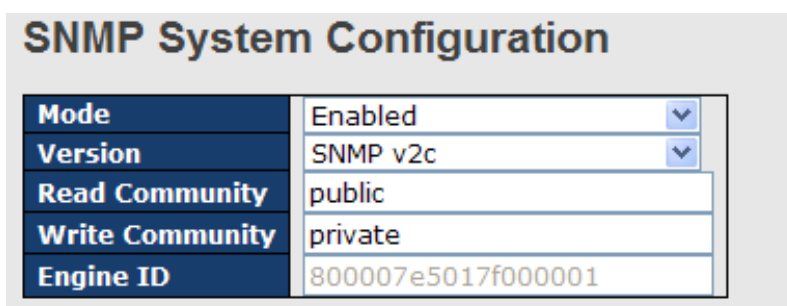 SNMP System Configuration
Mode Enabled
Version SNMP v2c
Read Community public
Write Community private
Engine ID 800007e5017f000001